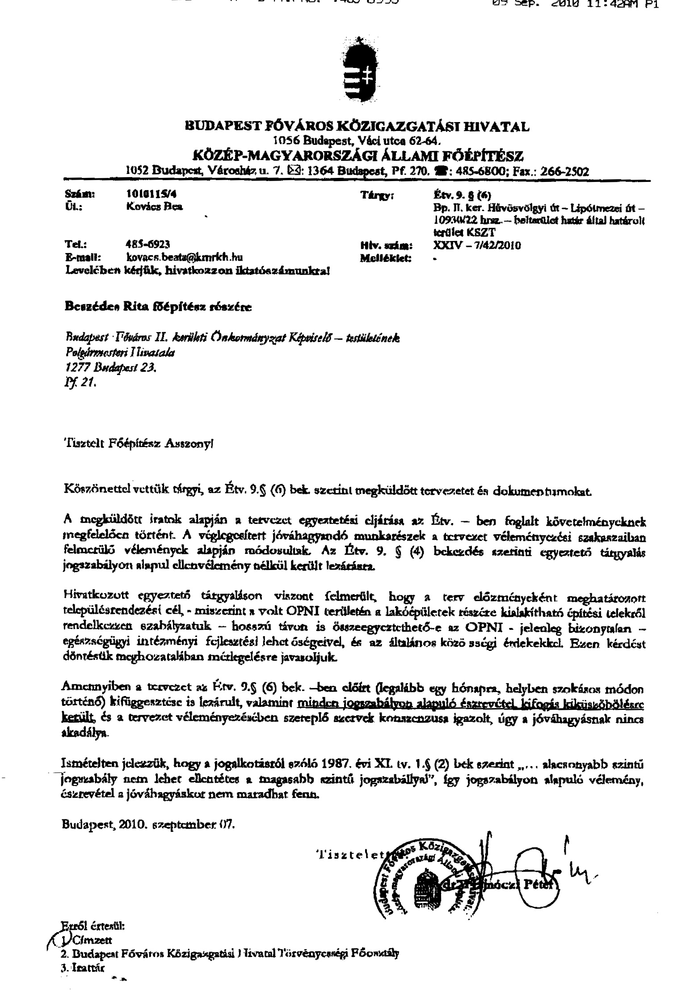 09 Sep. 2010 11:42AM P1
BUDAPEST FŐVÁROS KÖZIGAZGATÁSI HIVATAL
1056 Budapest, Váci utca 62-64.
KÖZÉP-MAGYARORSZÁGI ÁLLAMI FŐÉPÍTÉSZ
1052 Budapest, Városház u. 7. ✉: 1364 Budapest, Pf. 270. ☎: 485-6800; Fax.: 266-2502
Szám: 1010115/4 Tárgy: Étv. 9. § (6)
Üi.: Kovács Bea Bp. II. ker. Hűvösvölgyi út – Lipótmezei út –
10930/22 hrsz. – belterület határ által határolt
terület KSZT
Tel.: 485-6923 Hiv. szám: XXIV – 7/42/2010
E-mail: kovacs.beata@kmrkh.hu Melléklet: -
Levelében kérjük, hivatkozzon iktatószámunkra!
Beszédes Rita főépítész részére
Budapest Főváros II. kerületi Önkormányzat Képviselő – testületének
Polgármesteri Hivatala
1277 Budapest 23.
Pf. 21.
Tisztelt Főépítész Asszony!
Köszönettel vettük tárgyi, az Étv. 9.§ (6) bek. szerint megküldött tervezetet és dokumentumokat.
A megküldött iratok alapján a tervezet egyeztetési eljárása az Étv. – ben foglalt követelményeknek
megfelelően történt. A véglegesített jóváhagyandó munkarészek a tervezet véleményezési szakaszaiban
felmerülő vélemények alapján módosultak. Az Étv. 9. § (4) bekezdés szerinti egyeztető tárgyalás
jogszabályon alapul ellenvélemény nélkül került lezárásra.
Hivatkozott egyeztető tárgyaláson viszont felmerült, hogy a terv előzményeként meghatározott
településrendezési cél, - miszerint a volt OPNI területén a lakóépületek részére kialakítható építési telekről
rendelkezzen szabályzatuk – hosszú távon is összeegyeztethető-e az OPNI - jelenleg bizonytalan –
egészségügyi intézményi fejlesztési lehetőségeivel, és az általános közösségi érdekekkel. Ezen kérdést
döntésük meghozatalában mérlegelésre javasoljuk.
Amennyiben a tervezet az Étv. 9.§ (6) bek. –ben előírt (legalább egy hónapra, helyben szokásos módon
történő) kifüggesztése is lezárult, valamint minden jogszabályon alapuló észrevétel, kifogás kiküszöbölésre
került, és a tervezet véleményezésében szereplő szervek konszenzusa igazolt, úgy a jóváhagyásnak nincs
akadálya.
Ismételten jelezzük, hogy a jogalkotásról szóló 1987. évi XI. tv. 1.§ (2) bek szerint „… alacsonyabb szintű
jogszabály nem lehet ellentétes a magasabb szintű jogszabállyal”, így jogszabályon alapuló vélemény,
észrevétel a jóváhagyáskor nem maradhat fenn.
Budapest, 2010. szeptember 07.
Budapest Főváros Közigazgatási Hivat
Közép-magyarországi Állami
Péter
Erről értesül:
1. Címzett
2. Budapest Főváros Közigazgatási Hivatal Törvényességi Főosztály
3. Irattár